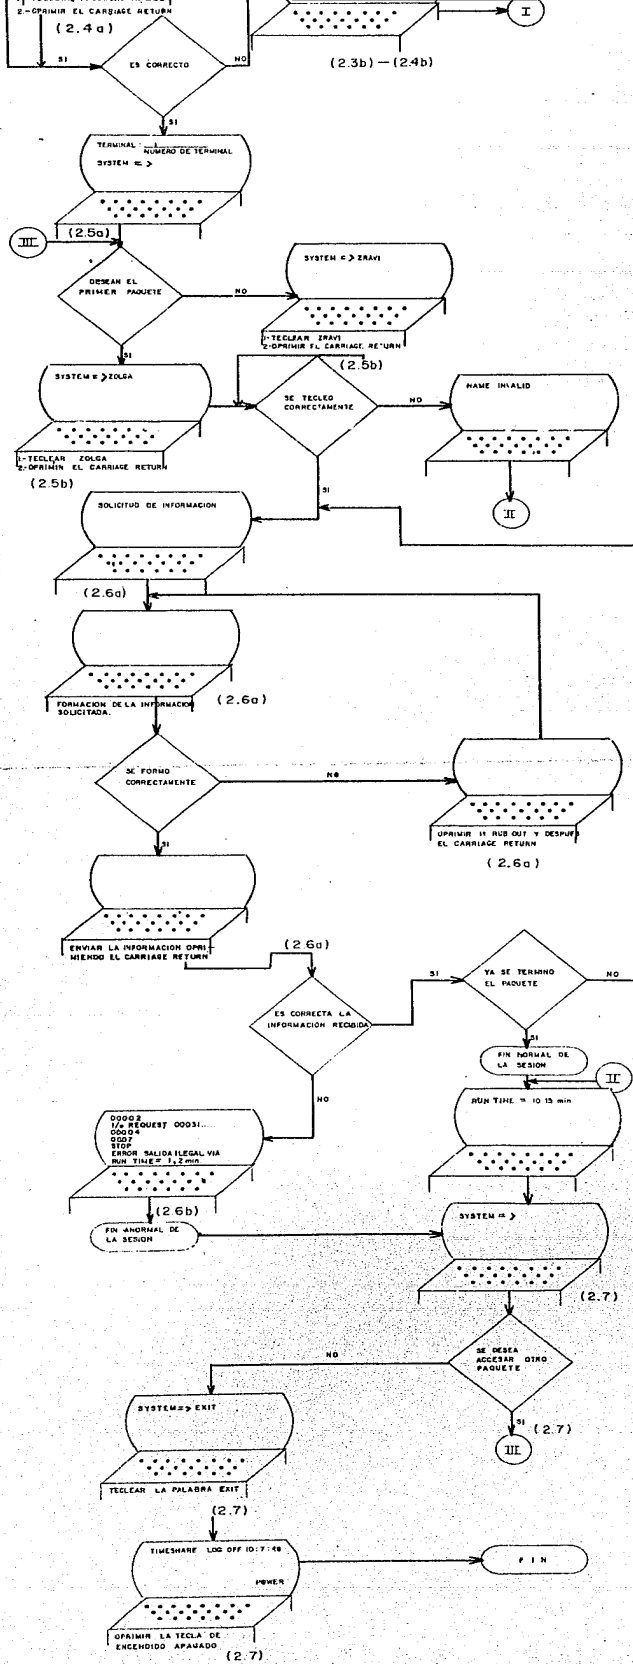 2.-OPRIMIR EL CARRIAGE RETURN
(2.4a)
SI
ES CORRECTO
NO
I
(2.3b)-(2.4b)
SI
TERMINAL:
NUMERO DE TERMINAL
SYSTEM = >
(2.5a)
III
DESEAN EL
PRIMER PAQUETE
NO
SYSTEM = > ZRAVI
1-TECLEAR ZRAVI
2-OPRIMIR EL CARRIAGE RETURN
(2.5b)
SI
SYSTEM = > ZOLGA
1.-TECLEAR ZOLGA
2.-OPRIMIR EL CARRIAGE RETURN
(2.5b)
SE TECLEO
CORRECTAMENTE
NO
NAME INVALID
II
SI
SOLICITUD DE INFORMACION
(2.6a)
FORMACION DE LA INFORMACION
SOLICITADA.
(2.6a)
SE FORMO
CORRECTAMENTE
NO
OPRIMIR RUB OUT Y DESPUES
EL CARRIAGE RETURN
(2.6a)
SI
ENVIAR LA INFORMACION OPRI-
MIENDO EL CARRIAGE RETURN
(2.6a)
ES CORRECTA LA
INFORMACION RECIBIDA
SI
YA SE TERMINO
EL PAQUETE
NO
SI
FIN NORMAL DE
LA SESION
II
RUN TIME = 10 15 min
NO
00002
I/o REQUEST 00031....
00004
0007
STOP
ERROR SALIDA ILEGAL VIA
RUN TIME = 1,2 min
(2.6b)
FIN ANORMAL DE
LA SESION
SYSTEM = >
(2.7)
SE DESEA
ACCESAR OTRO
PAQUETE
NO
SI
(2.7)
III
SYSTEM = > EXIT
TECLEAR LA PALABRA EXIT
(2.7)
TIMESHARE LOG OFF 10:7:28
POWER
OPRIMIR LA TECLA DE
ENCENDIDO APAGADO
(2.7)
FIN